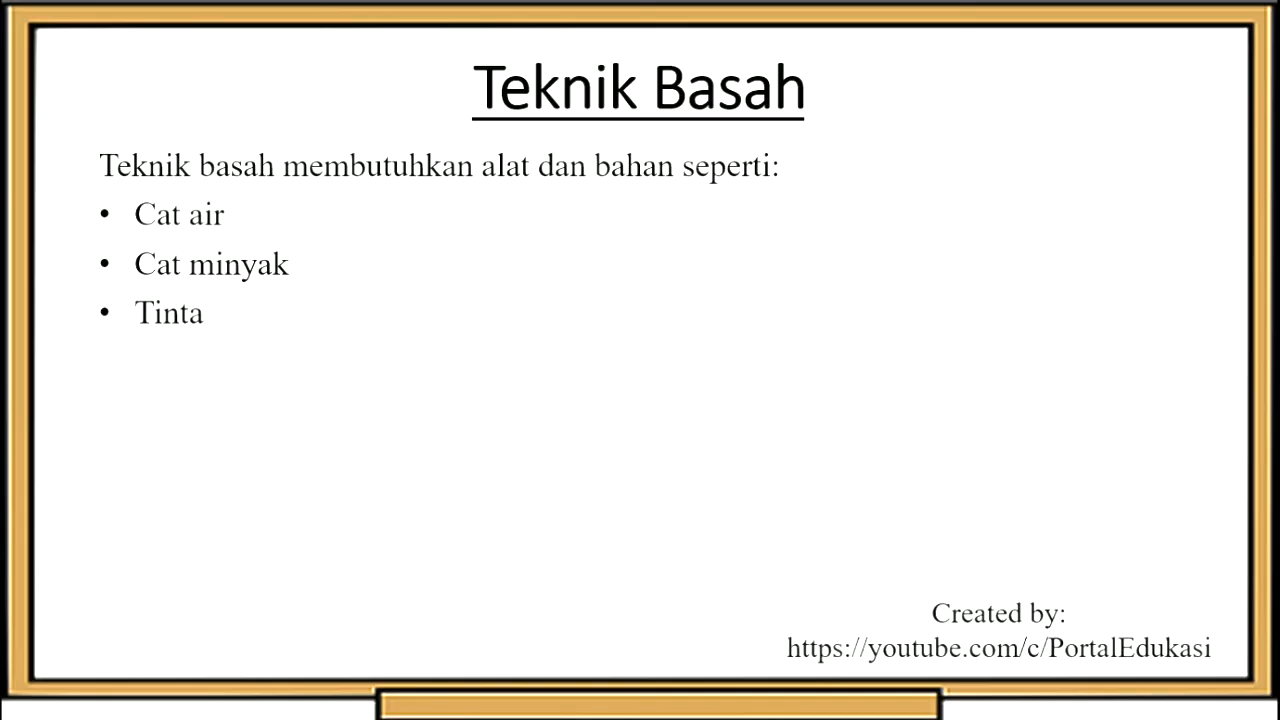 Teknik Basah
Teknik basah membutuhkan alat dan bahan seperti:
• Cat air
• Cat minyak
• Tinta
Created by:
https://youtube.com/c/PortalEdukasi